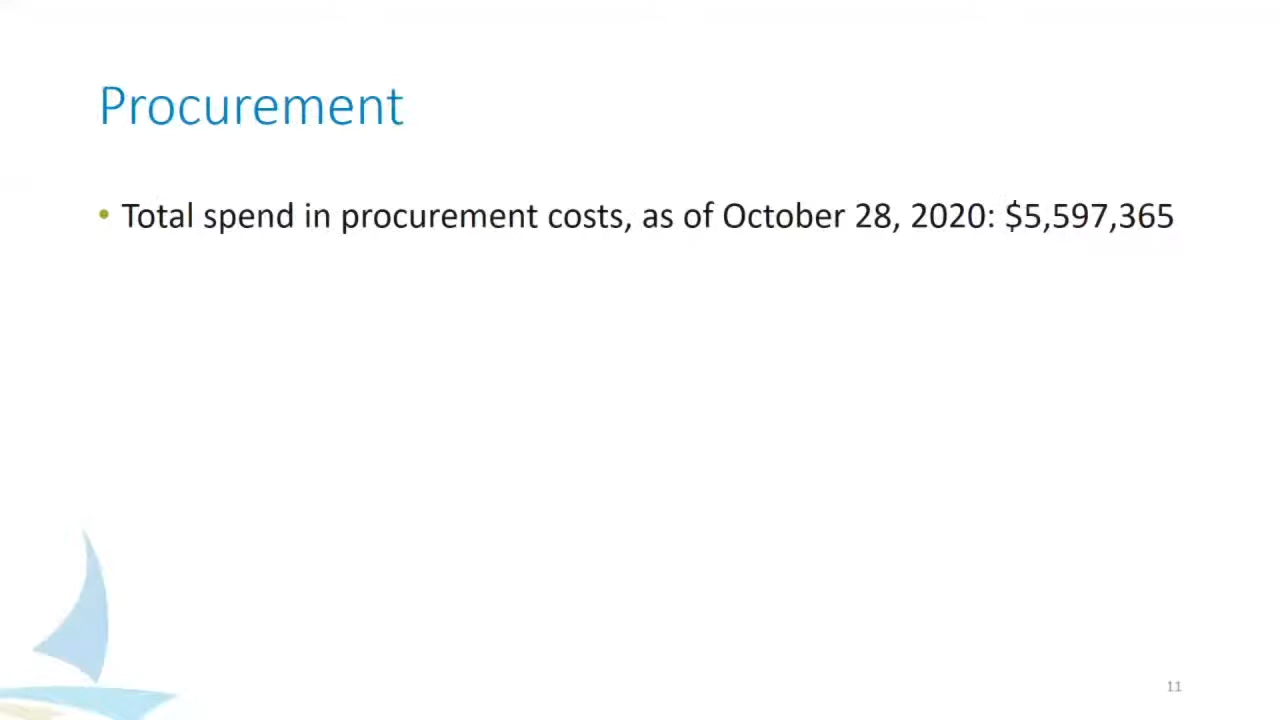 Procurement
• Total spend in procurement costs, as of October 28, 2020: $5,597,365
11